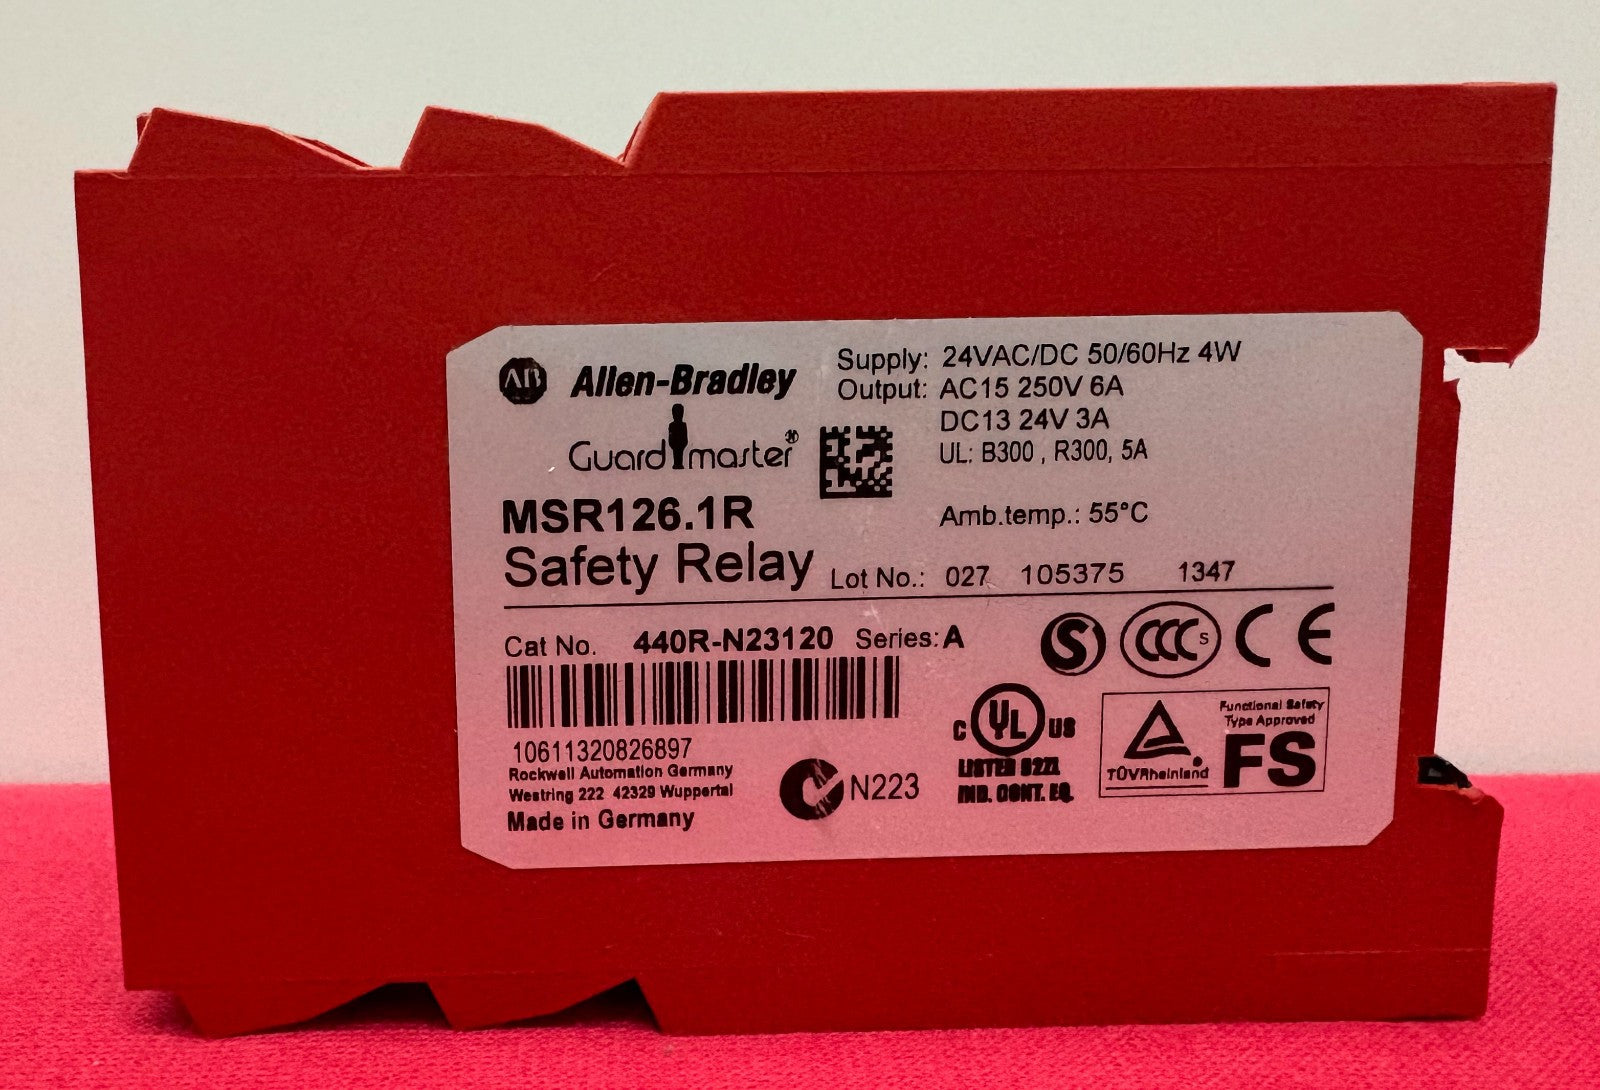 AB Allen-Bradley
Guardmaster
MSR126.1R
Safety Relay
Supply: 24VAC/DC 50/60Hz 4W
Output: AC15 250V 6A
DC13 24V 3A
UL: B300 , R300, 5A
Amb.temp.: 55°C
Lot No.: 027 105375 1347
Cat No. 440R-N23120 Series: A
10611320826897
Rockwell Automation Germany
Westring 222 42329 Wuppertal
Made in Germany
N223
S CCC S CE
C UL US
LISTED 52ZL
IND. CONT. EQ.
TÜVRheinland
Functional Safety
Type Approved
FS